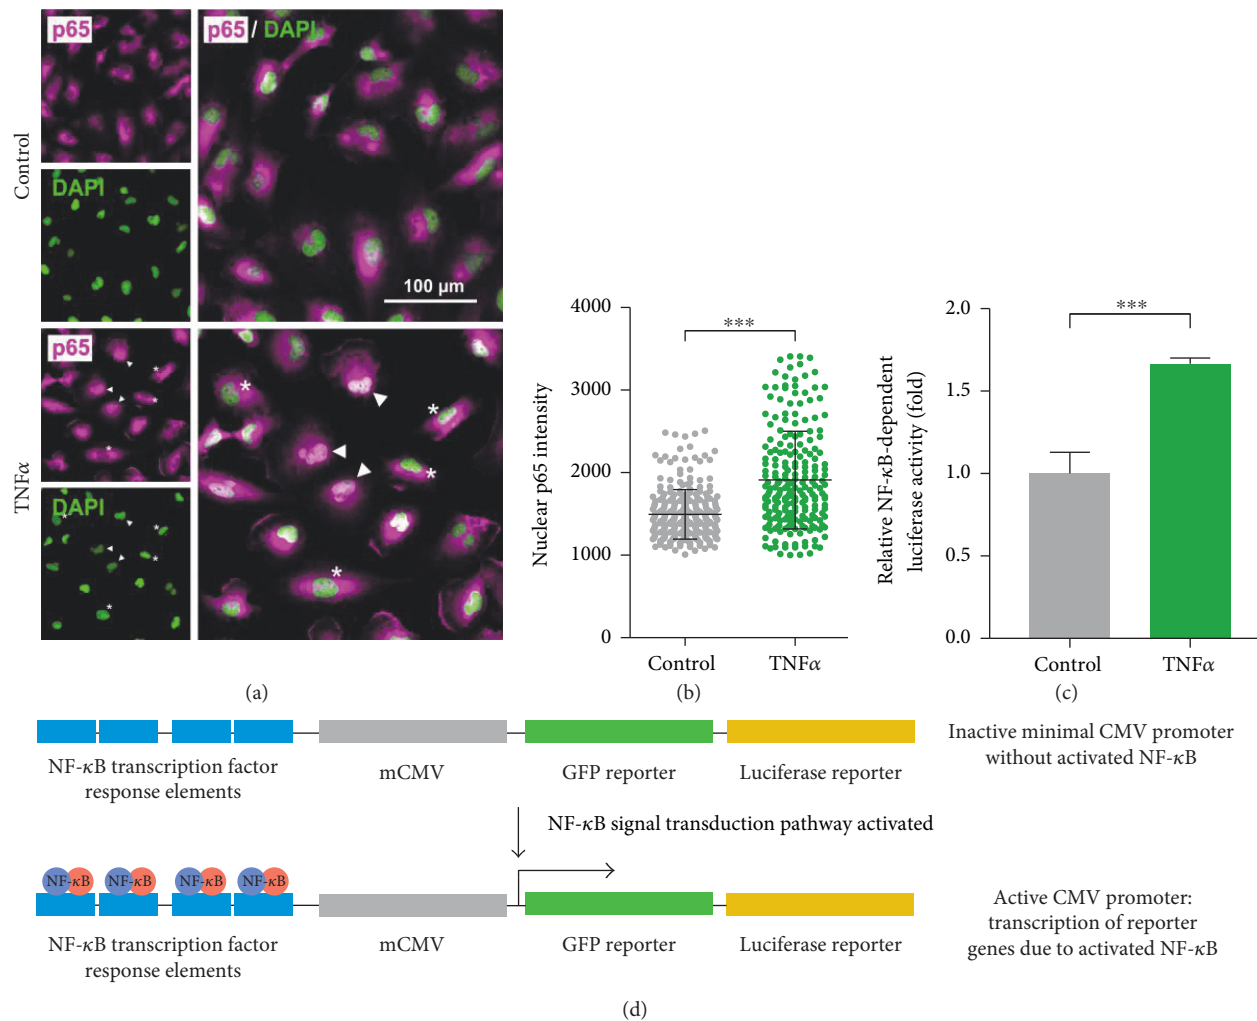 Control
p65
DAPI
p65 / DAPI
100 µm
TNFα
p65
*
*
*
DAPI
*
*
*
*
*
*
*
*
(a)
Nuclear p65 intensity
4000
3000
2000
1000
0
***
Control
TNFα
(b)
Relative NF-κB-dependent
luciferase activity (fold)
2.0
1.5
1.0
0.5
0.0
***
Control
TNFα
(c)
NF-κB transcription factor
response elements
mCMV
GFP reporter
Luciferase reporter
Inactive minimal CMV promoter
without activated NF-κB
NF-κB signal transduction pathway activated
NF-κB
NF-κB
NF-κB
NF-κB
NF-κB transcription factor
response elements
mCMV
GFP reporter
Luciferase reporter
Active CMV promoter:
transcription of reporter
genes due to activated NF-κB
(d)